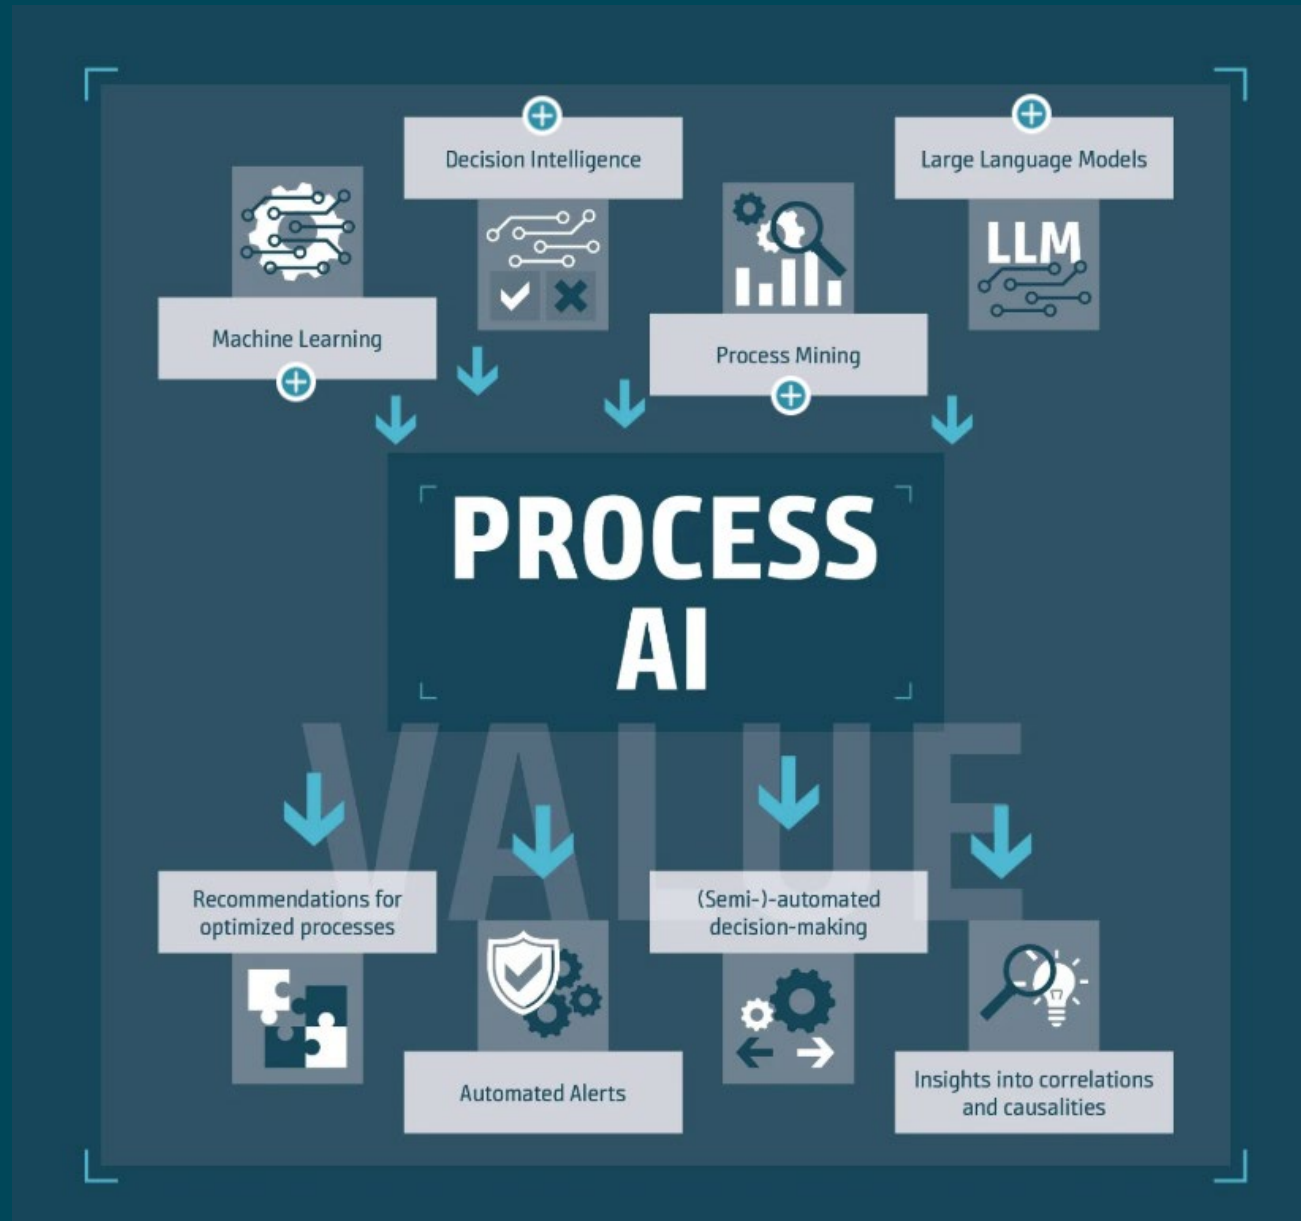 Decision Intelligence
Large Language Models
LLM
Machine Learning
Process Mining
PROCESS
AI
VALUE
Recommendations for
optimized processes
(Semi-)-automated
decision-making
Automated Alerts
Insights into correlations
and causalities